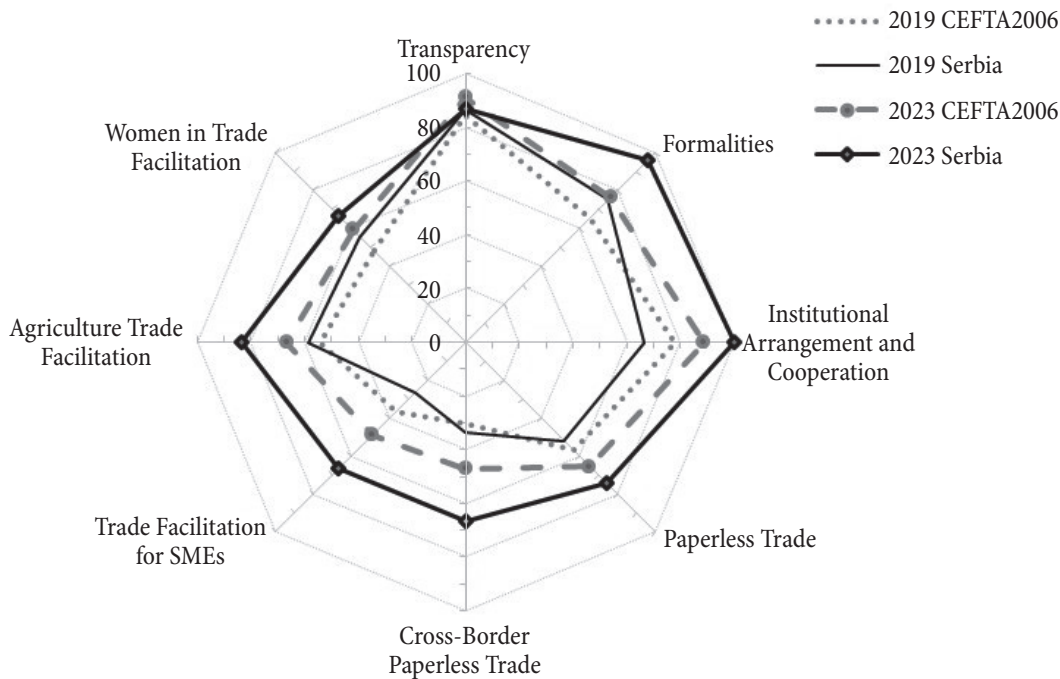 2019 CEFTA2006
2019 Serbia
2023 CEFTA2006
2023 Serbia
Transparency
100
80
60
40
20
0
Formalities
Institutional
Arrangement and
Cooperation
Paperless Trade
Cross-Border
Paperless Trade
Trade Facilitation
for SMEs
Agriculture Trade
Facilitation
Women in Trade
Facilitation